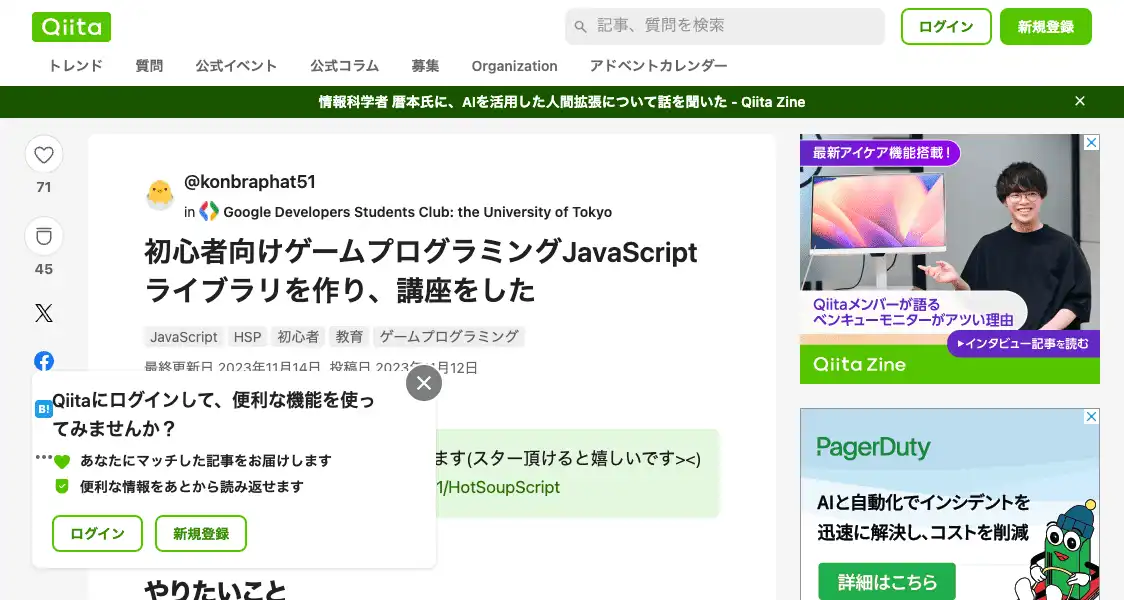 Qiita
記事、質問を検索
ログイン
新規登録
トレンド 質問 公式イベント 公式コラム 募集 Organization アドベントカレンダー
情報科学者 暦本氏に、AIを活用した人間拡張について話を聞いた - Qiita Zine
71
45
@konbraphat51
in Google Developers Students Club: the University of Tokyo
初心者向けゲームプログラミングJavaScript
ライブラリを作り、講座をした
JavaScript HSP 初心者 教育 ゲームプログラミング
最終更新日 2023年11月14日 投稿日 2023年11月12日
B!
Qiitaにログインして、便利な機能を使っ
てみませんか？
あなたにマッチした記事をお届けします
便利な情報をあとから読み返せます
ログイン
新規登録
ます(スター頂けると嬉しいです><)
1/HotSoupScript
やりたいこと
最新アイケア機能搭載!
Qiitaメンバーが語る
ベンキューモニターがアツい理由
インタビュー記事を読む
Qiita Zine
PagerDuty
AIと自動化でインシデントを
迅速に解決し、コストを削減
詳細はこちら